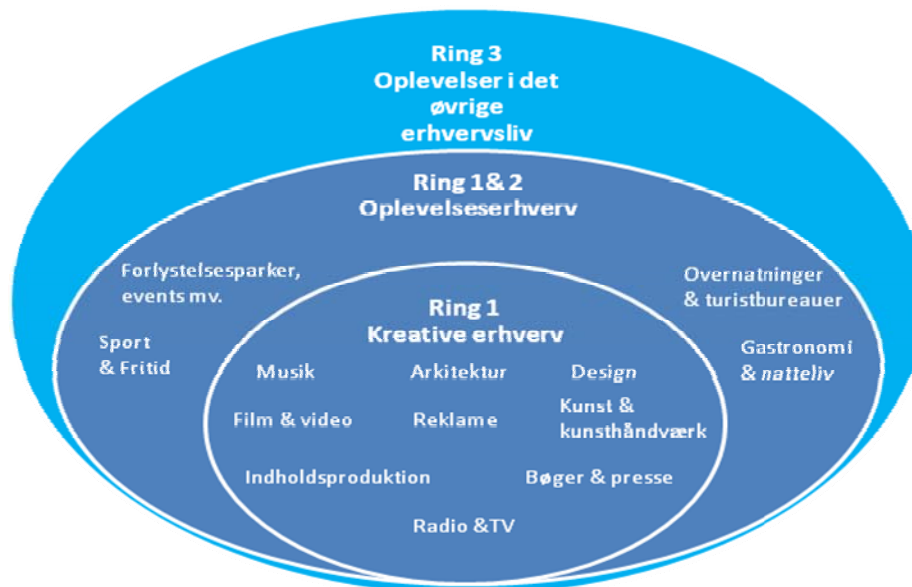 Ring 3
Oplevelser i det
øvrige
erhvervsliv
Ring 1& 2
Oplevelseserhverv
Forlystelsesparker,
events mv.
Overnatninger
& turistbureauer
Sport
& Fritid
Gastronomi
& natteliv
Ring 1
Kreative erhverv
Musik
Arkitektur
Design
Film & video
Reklame
Kunst &
kunsthåndværk
Indholdsproduktion
Bøger & presse
Radio &TV